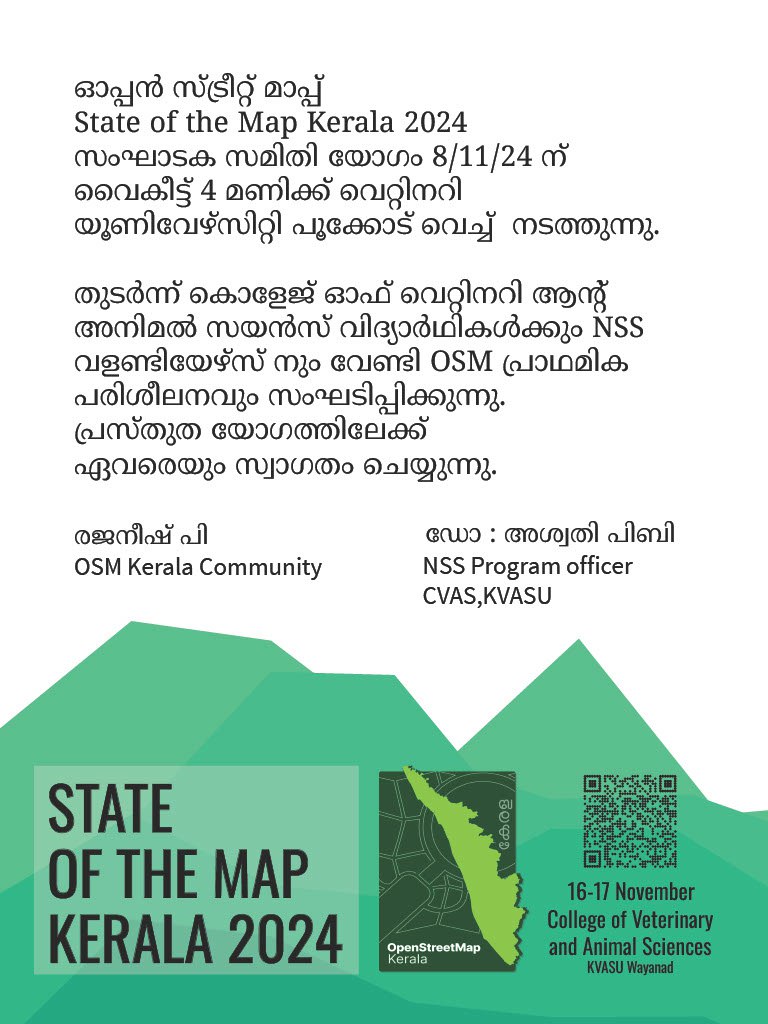 ഓപ്പൻ സ്ട്രീറ്റ് മാപ്പ്
State of the Map Kerala 2024
സംഘാടക സമിതി യോഗം 8/11/24 ന്
വൈകീട്ട് 4 മണിക്ക് വെറ്റിനറി
യൂണിവേഴ്സിറ്റി പൂക്കോട് വെച്ച് നടത്തുന്നു.
തുടർന്ന് കൊളേജ് ഓഫ് വെറ്റിനറി ആന്റ്
അനിമൽ സയൻസ് വിദ്യാർഥികൾക്കും NSS
വളണ്ടിയേഴ്സ് നും വേണ്ടി OSM പ്രാഥമിക
പരിശീലനവും സംഘടിപ്പിക്കുന്നു.
പ്രസ്തുത യോഗത്തിലേക്ക്
ഏവരെയും സ്വാഗതം ചെയ്യുന്നു.
രജനീഷ് പി
OSM Kerala Community
ഡോ : അശ്വതി പിബി
NSS Program officer
CVAS,KVASU
STATE
OF THE MAP
KERALA 2024
കേരള
OpenStreetMap
Kerala
16-17 November
College of Veterinary
and Animal Sciences
KVASU Wayanad